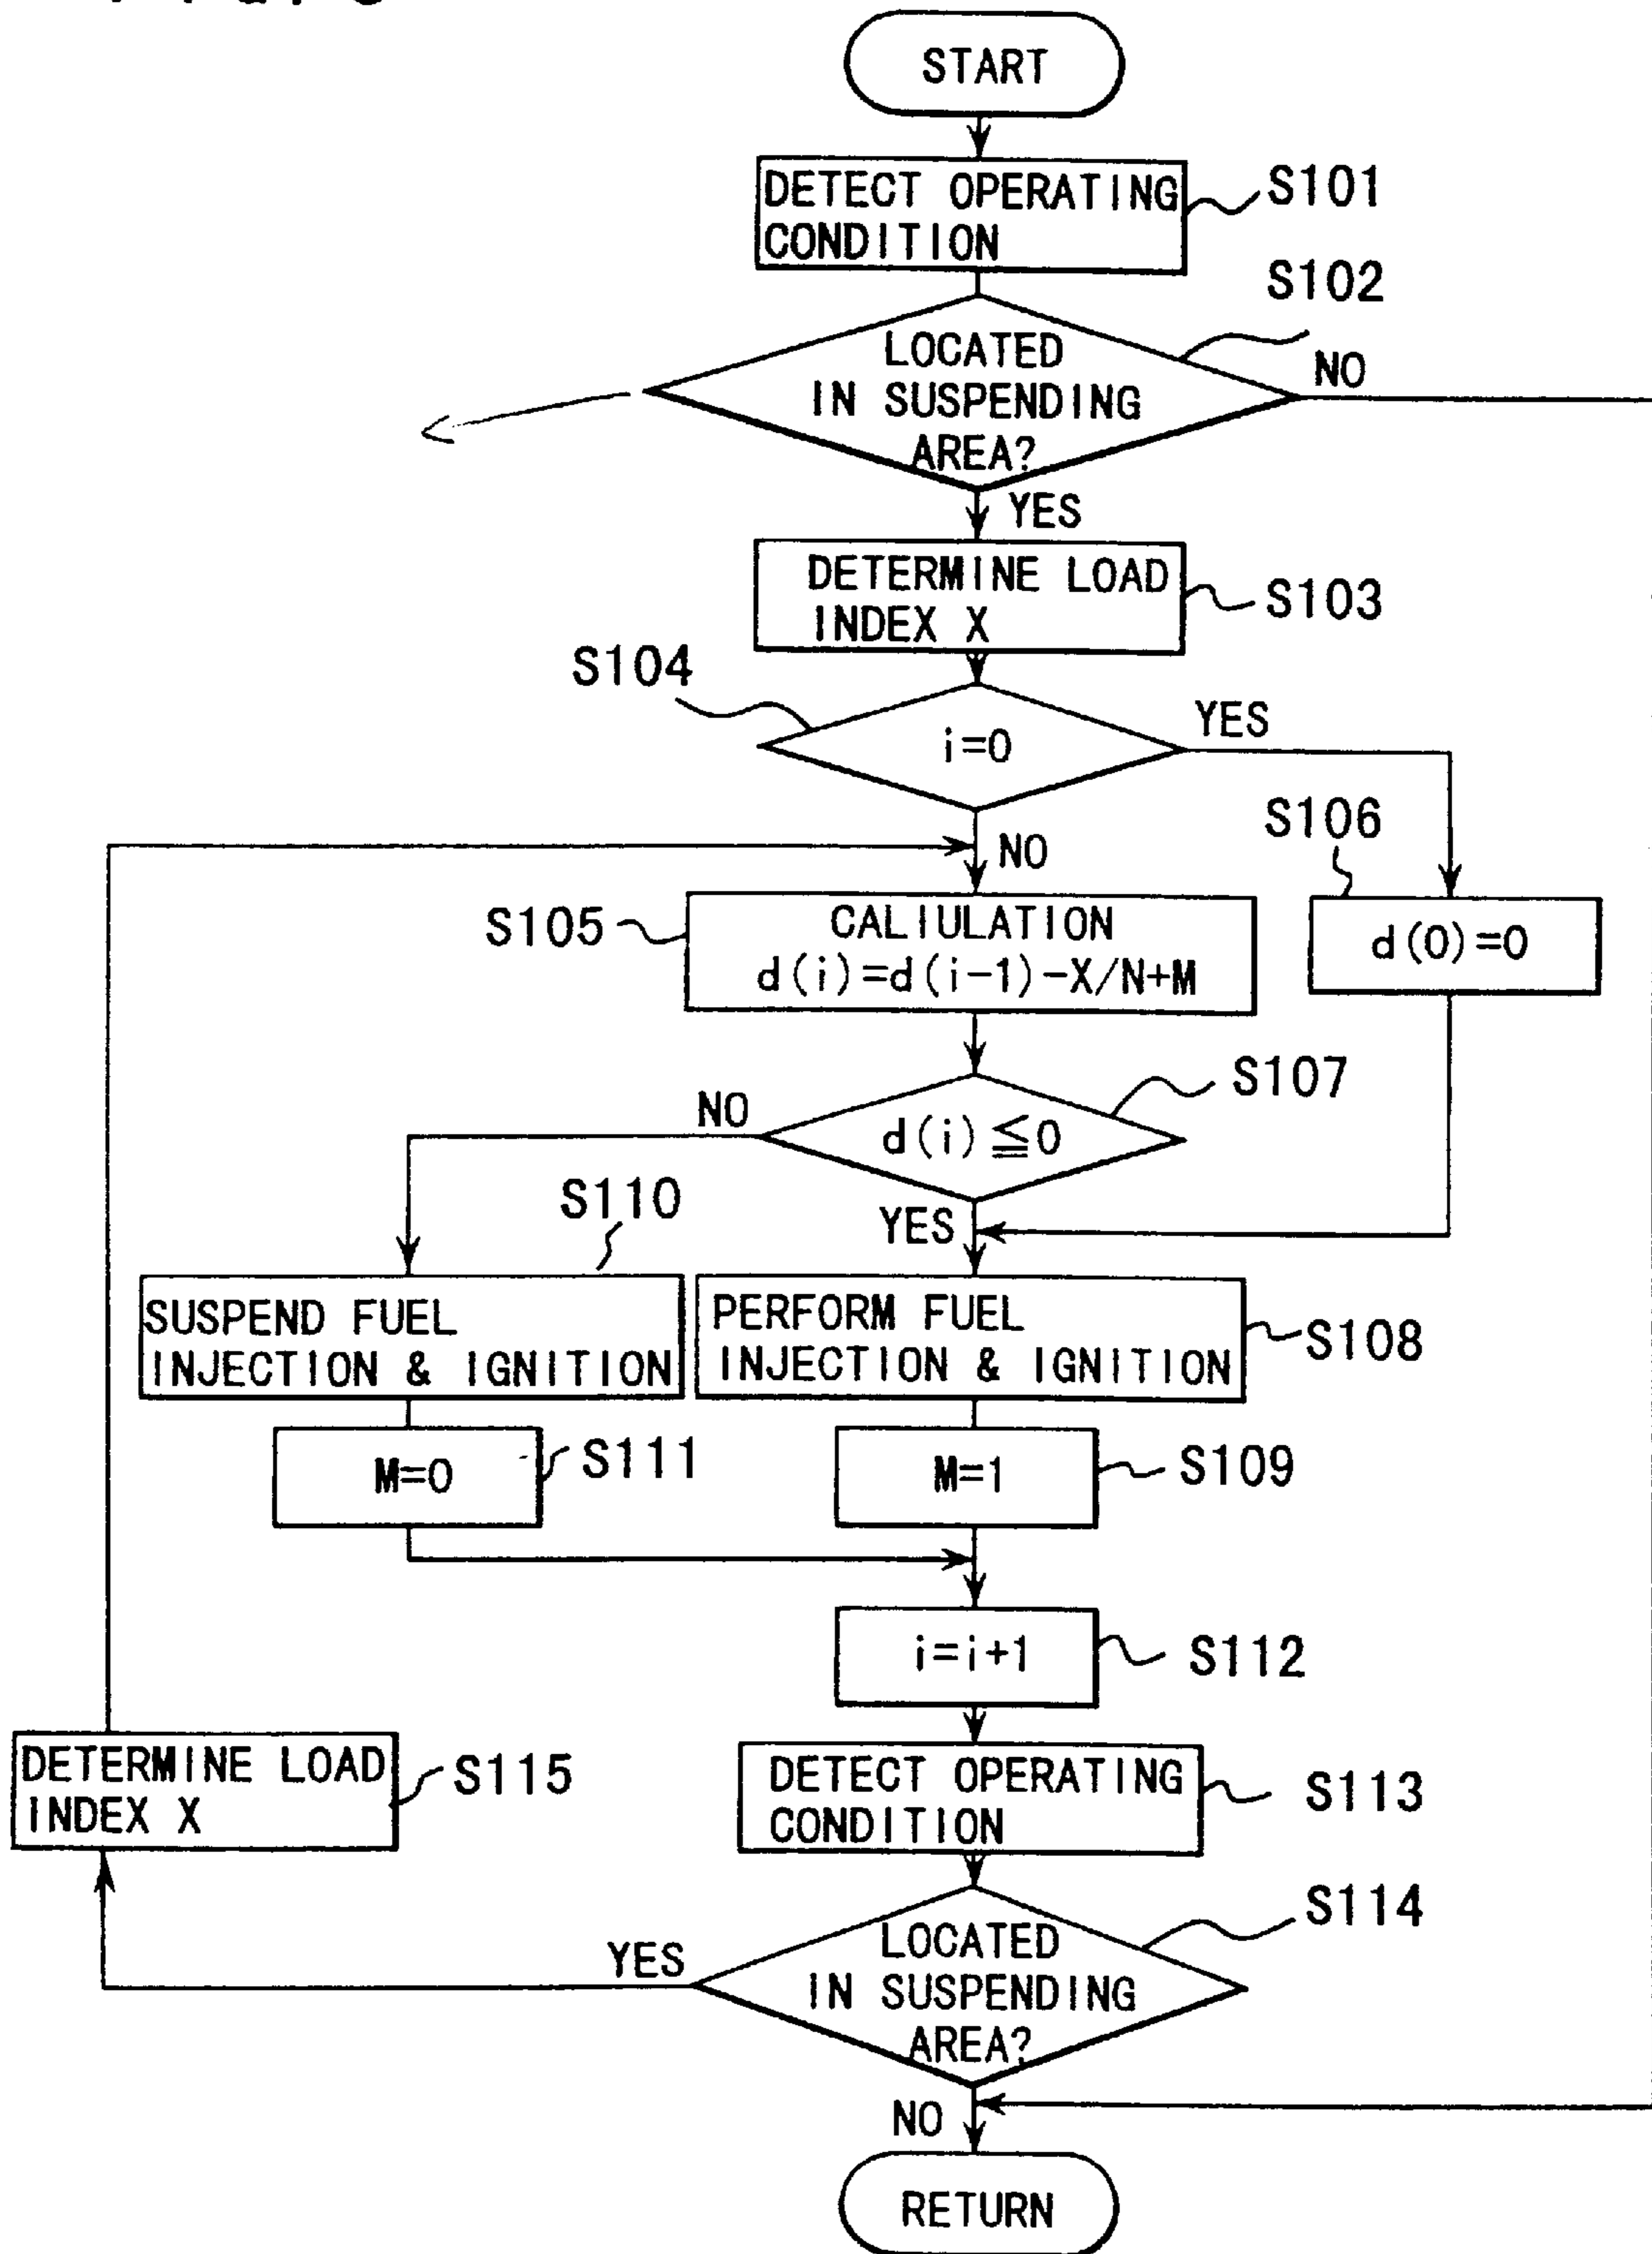 START
DETECT OPERATING
CONDITION
S101
S102
LOCATED
IN SUSPENDING
AREA?
NO
YES
DETERMINE LOAD
INDEX X
S103
S104
i=0
YES
NO
S106
S105
CALIULATION
d(i)=d(i-1)-X/N+M
d(0)=0
S107
NO
d(i)≦0
YES
S110
SUSPEND FUEL
INJECTION & IGNITION
PERFORM FUEL
INJECTION & IGNITION
S108
M=0
S111
M=1
S109
i=i+1
S112
DETERMINE LOAD
INDEX X
S115
DETECT OPERATING
CONDITION
S113
S114
YES
LOCATED
IN SUSPENDING
AREA?
NO
RETURN